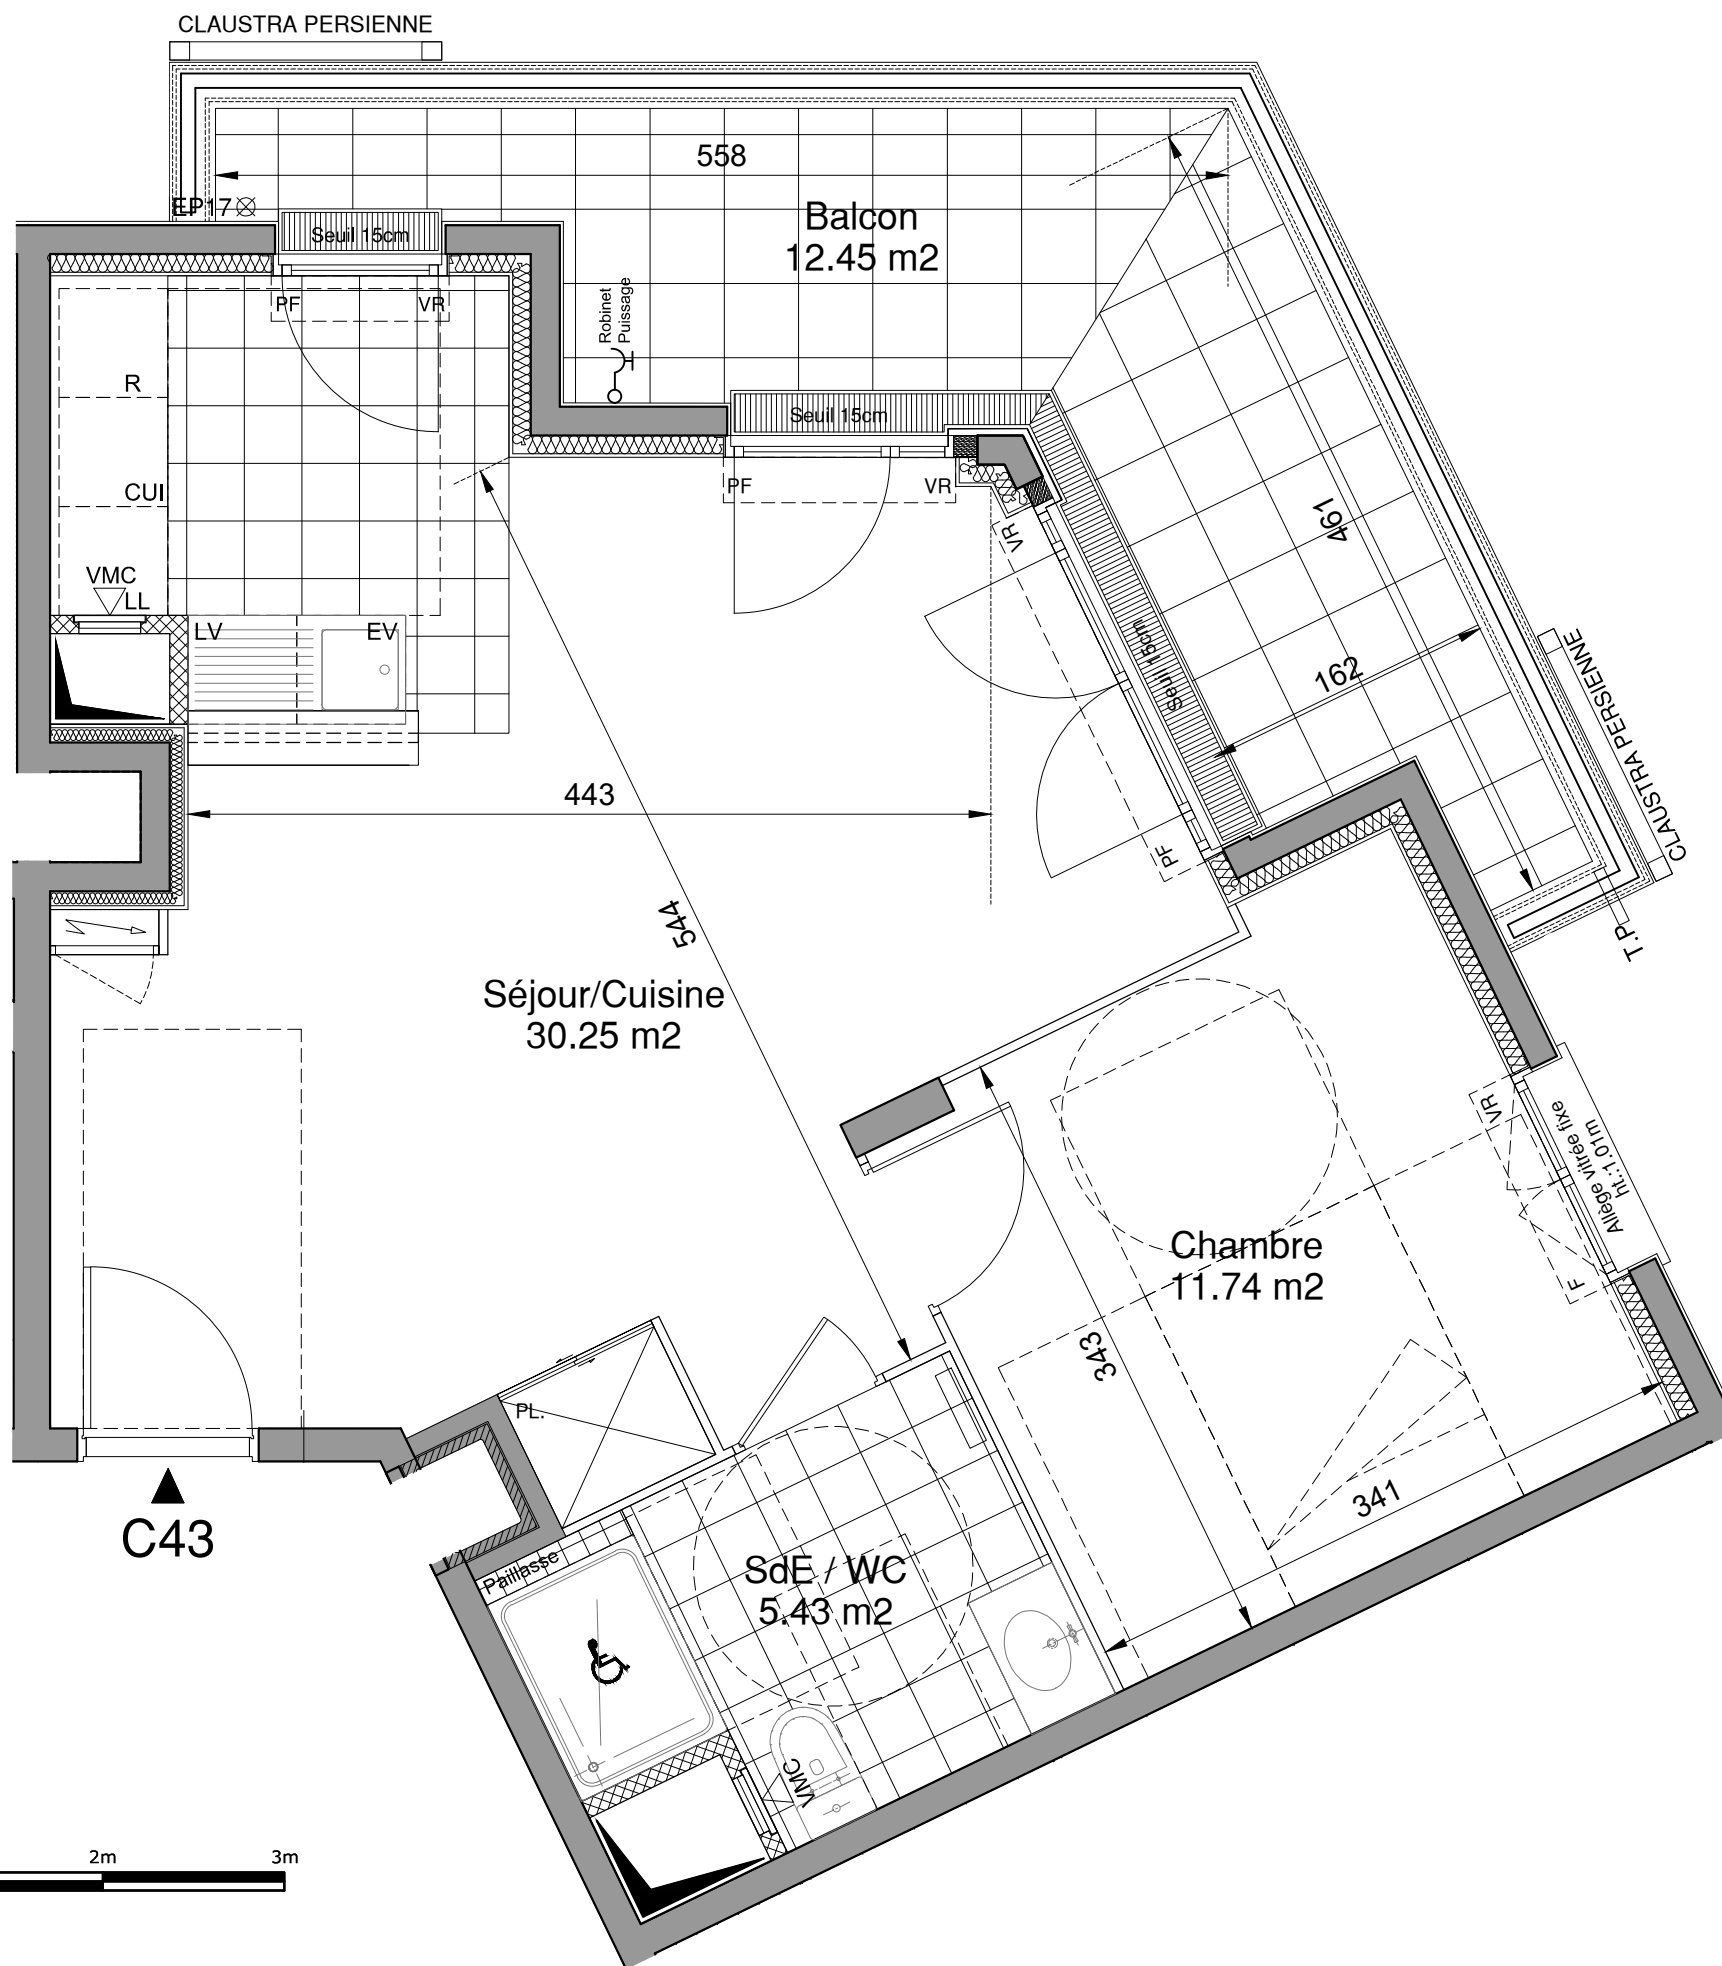 CLAUSTRA PERSIENNE
558
EP17
Balcon
12.45 m2
Seuil 15cm
PF
VR
Robinet
Puissage
R
Seuil 15cm
CUI
PF
VR
VR
461
VMC
LL
LV
EV
Seuil 15cm
162
CLAUSTRA PERSIENNE
443
PF
544
T.P
Séjour/Cuisine
30.25 m2
VR
Allège vitrée fixe
ht.:1.01m
Chambre
11.74 m2
F
343
PL.
341
C43
Paillasse
SdE / WC
5.43 m2
VMC
2m
3m